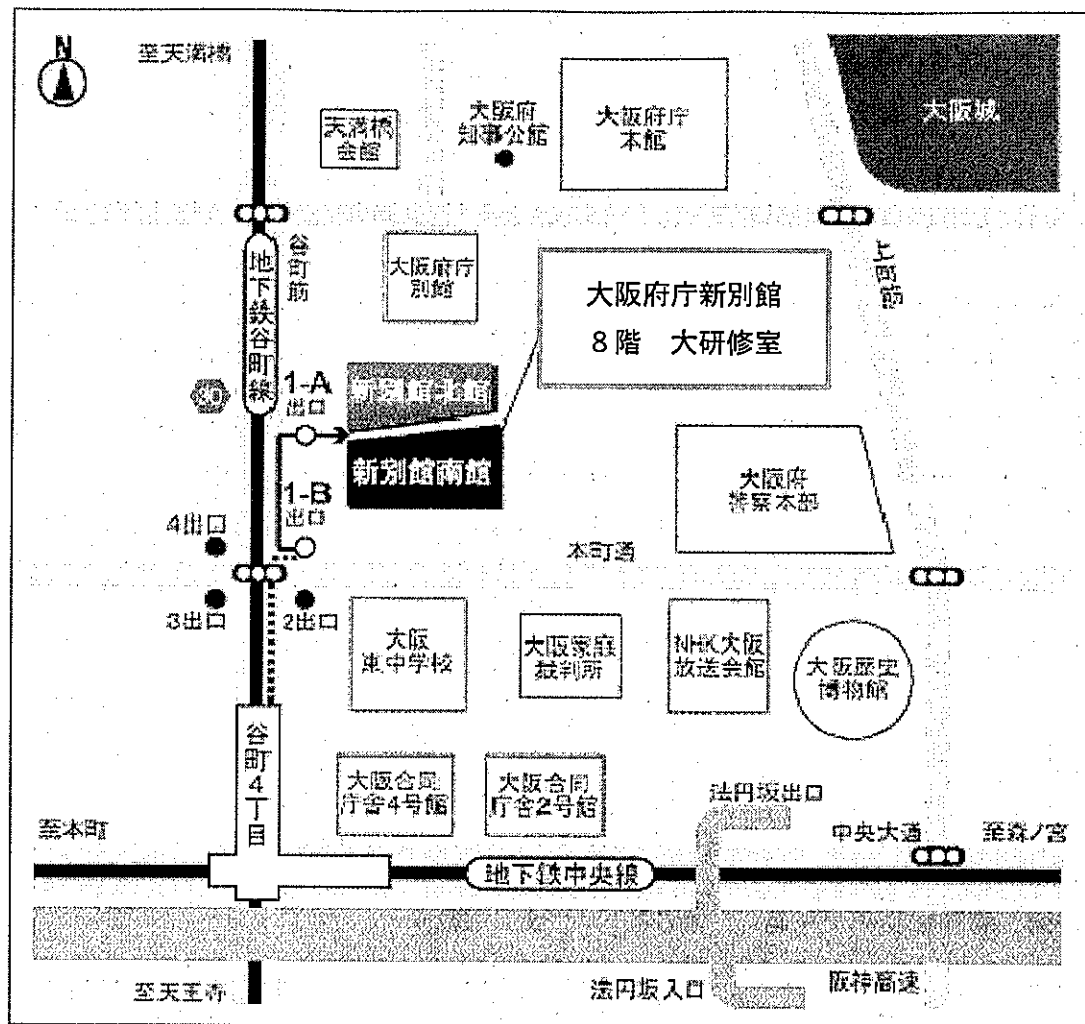 N
至天満橋
天満橋
会館
大阪府
知事公館
大阪府庁
本館
大阪城
谷町筋
地下鉄谷町線
大阪府庁
別館
大阪府庁新別館
8階 大研修室
上町筋
1-A
出口
新別館北館
新別館南館
1-B
出口
大阪府
警察本部
4出口
本町通
3出口
2出口
大阪
東中学校
大阪家庭
裁判所
NHK大阪
放送会館
大阪歴史
博物館
谷町4丁目
大阪合同
庁舎4号館
大阪合同
庁舎2号館
法円坂出口
至本町
中央大通
至森ノ宮
地下鉄中央線
至天王寺
法円坂入口
阪神高速